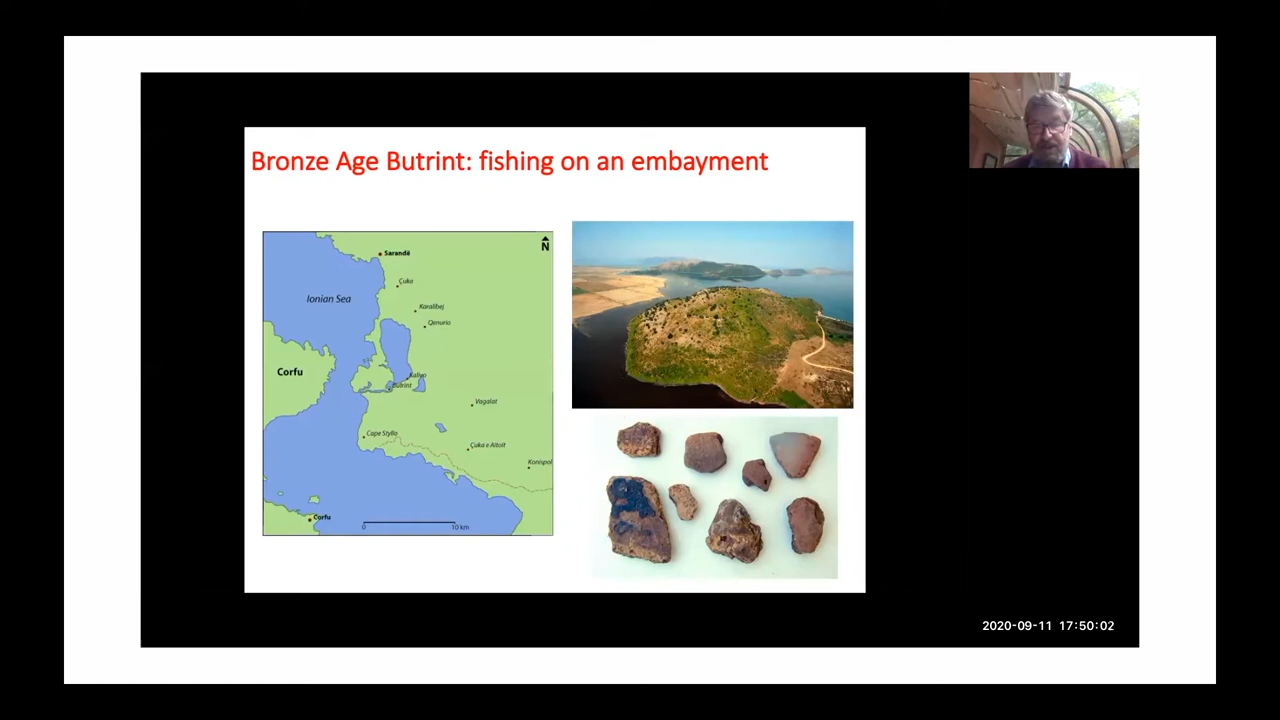 Bronze Age Butrint: fishing on an embayment
N
Sarandë
Çuka
Ionian Sea
Karalibej
Qenurio
Corfu
Kalivo
Butrint
Vagalat
Cape Stylo
Çuka e Aitoit
Konispol
Corfu
0 10 km
2020-09-11 17:50:02